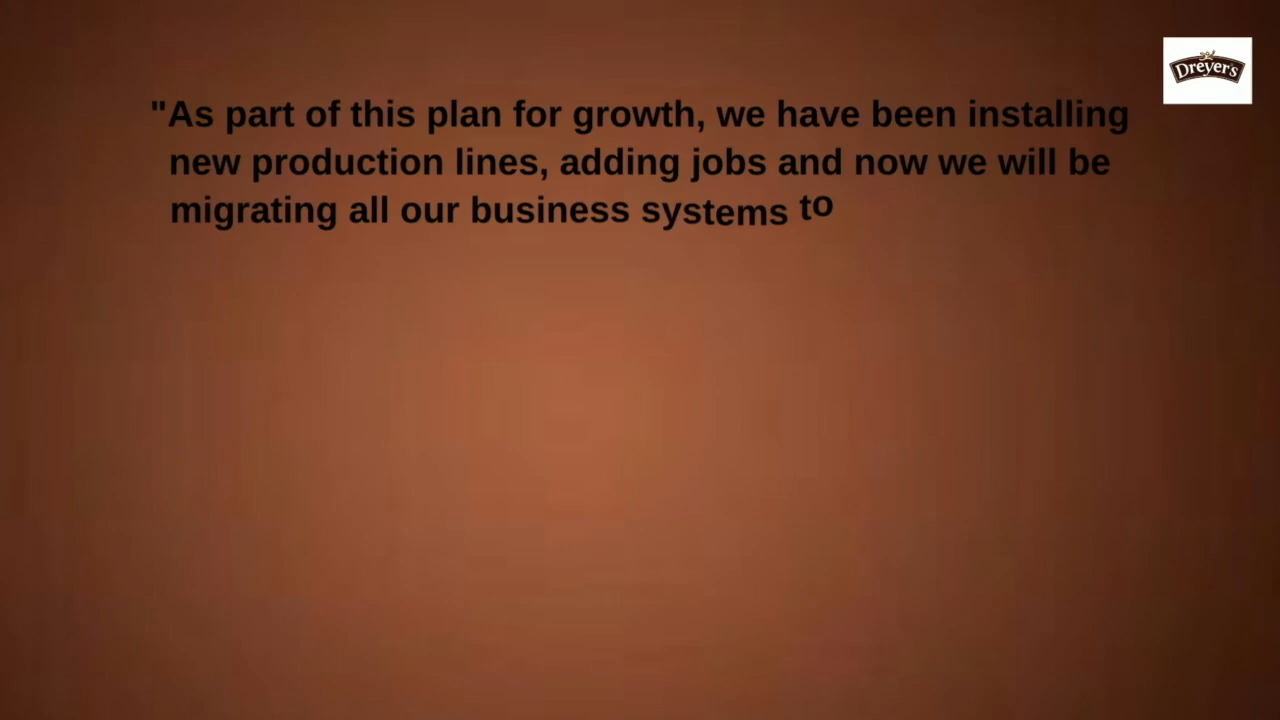 Dreyer's
"As part of this plan for growth, we have been installing
new production lines, adding jobs and now we will be
migrating all our business systems to